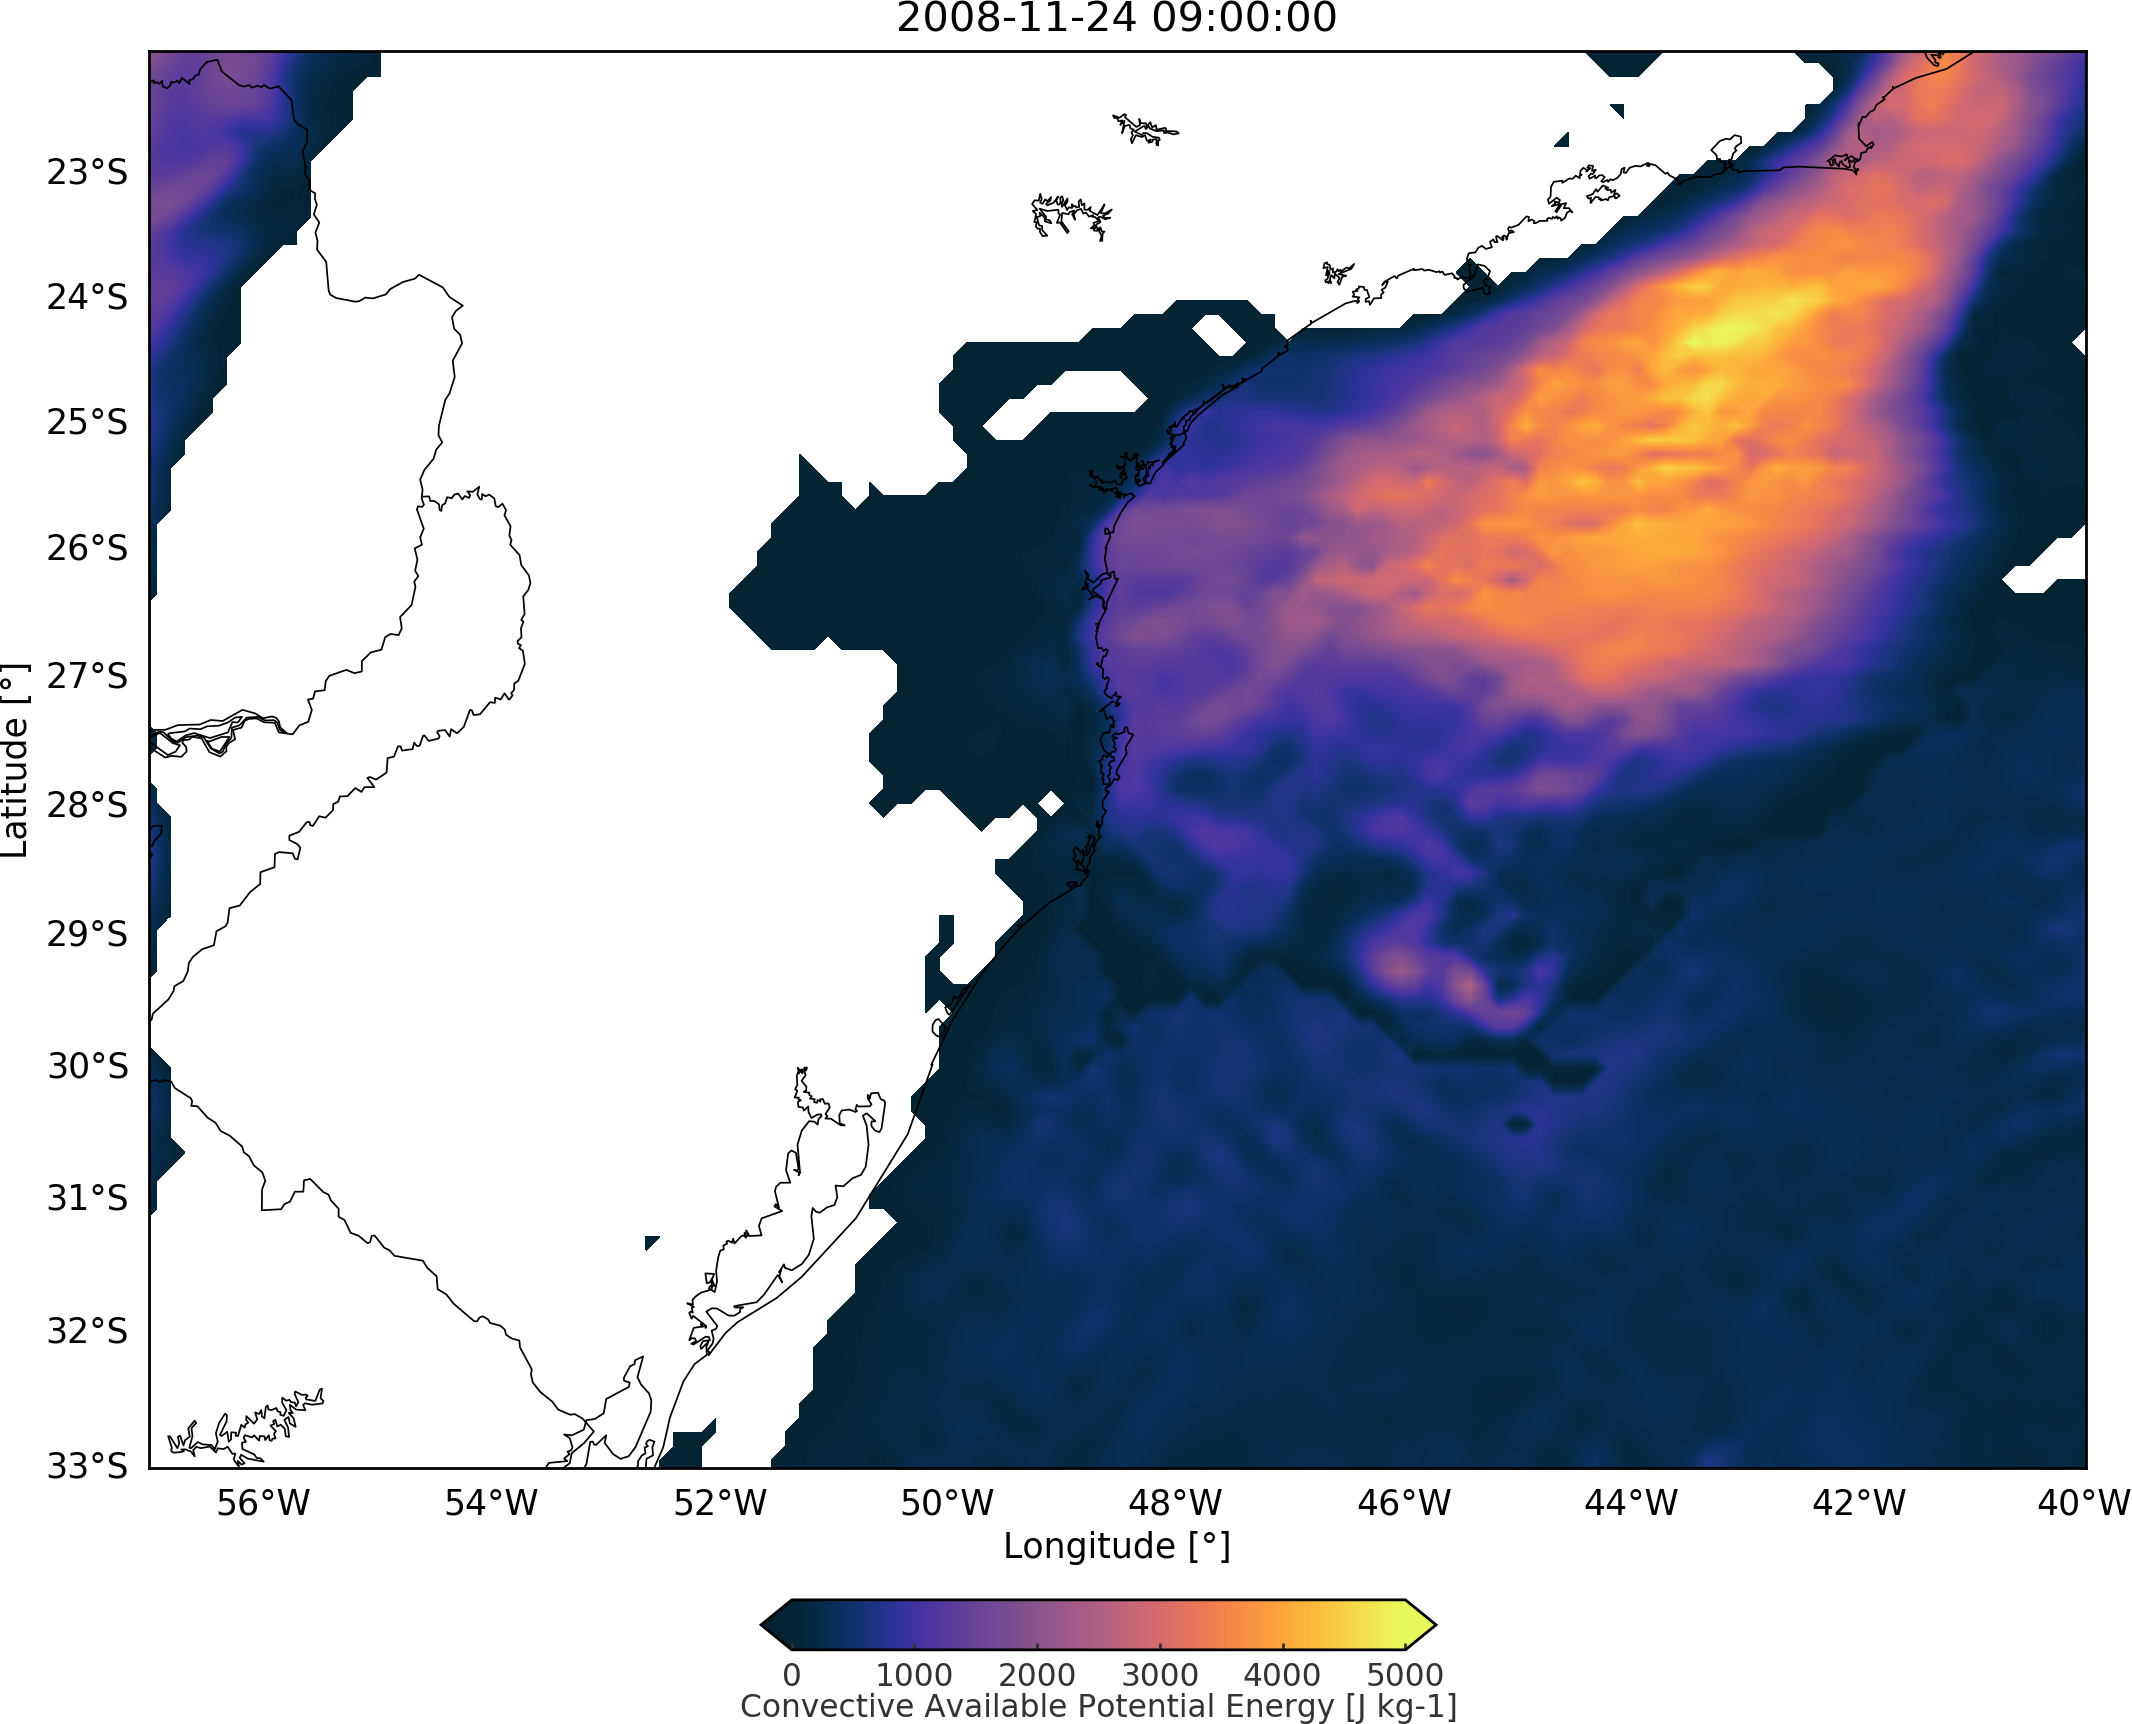 2008-11-24 09:00:00
23°S
24°S
25°S
26°S
27°S
28°S
29°S
30°S
31°S
32°S
33°S
Latitude [°]
56°W 54°W 52°W 50°W 48°W 46°W 44°W 42°W 40°W
Longitude [°]
0 1000 2000 3000 4000 5000
Convective Available Potential Energy [J kg-1]